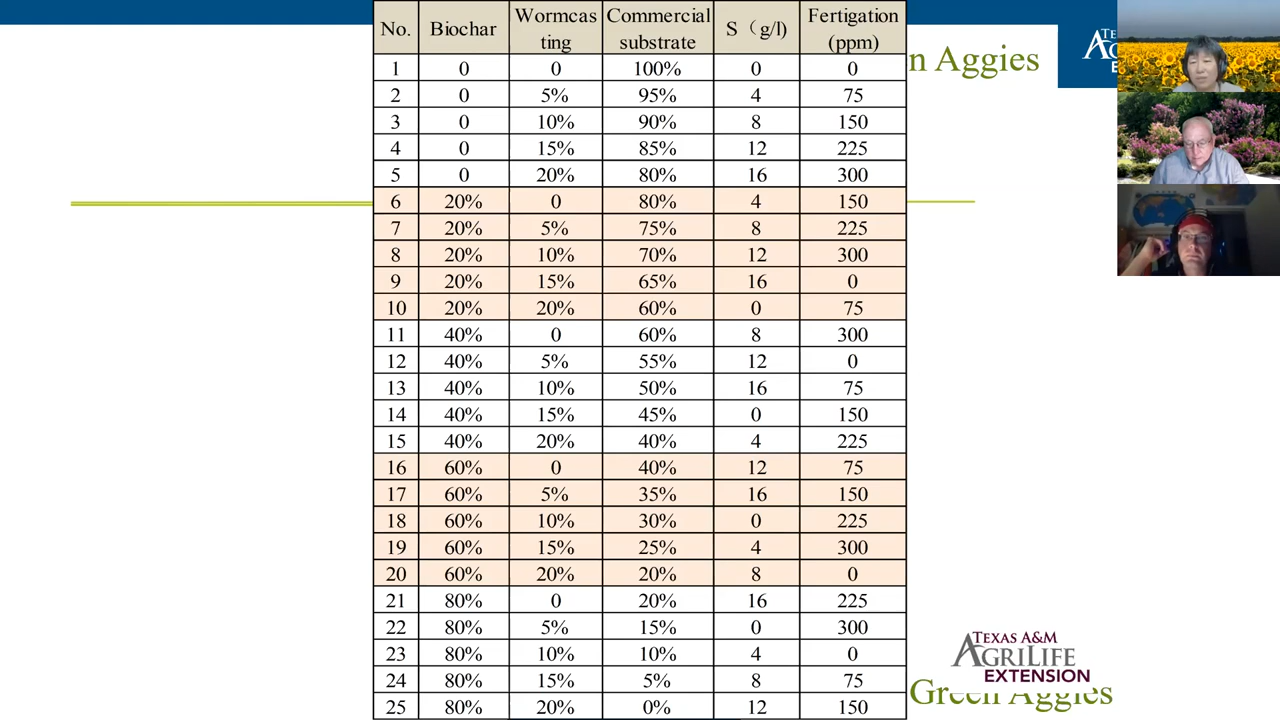 No. Biochar Wormcas ting Commercial substrate S（g/l) Fertigation (ppm)
1 0 0 100% 0 0
2 0 5% 95% 4 75
3 0 10% 90% 8 150
4 0 15% 85% 12 225
5 0 20% 80% 16 300
6 20% 0 80% 4 150
7 20% 5% 75% 8 225
8 20% 10% 70% 12 300
9 20% 15% 65% 16 0
10 20% 20% 60% 0 75
11 40% 0 60% 8 300
12 40% 5% 55% 12 0
13 40% 10% 50% 16 75
14 40% 15% 45% 0 150
15 40% 20% 40% 4 225
16 60% 0 40% 12 75
17 60% 5% 35% 16 150
18 60% 10% 30% 0 225
19 60% 15% 25% 4 300
20 60% 20% 20% 8 0
21 80% 0 20% 16 225
22 80% 5% 15% 0 300
23 80% 10% 10% 4 0
24 80% 15% 5% 8 75
25 80% 20% 0% 12 150
n Aggies
TEXAS A&M
AGRILIFE
EXTENSION
Green Aggies